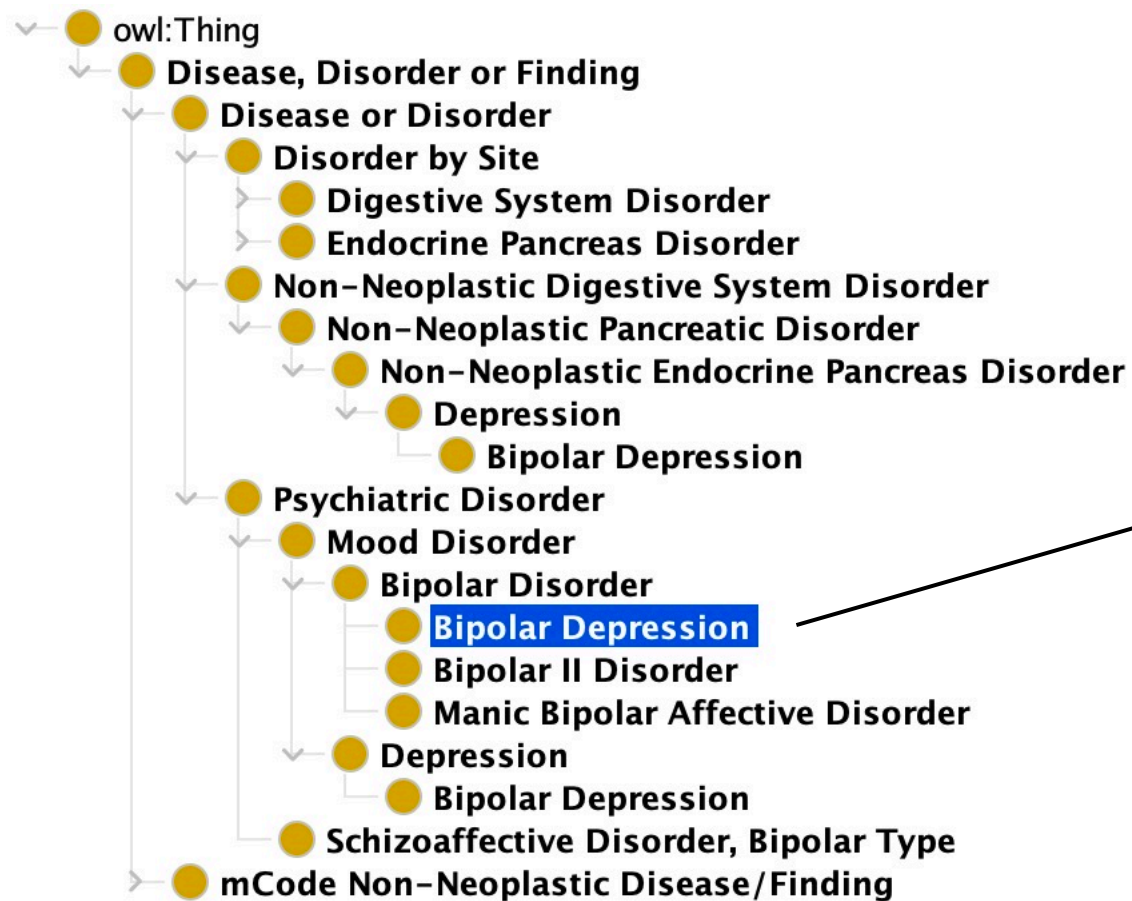 owl:Thing
Disease, Disorder or Finding
Disease or Disorder
Disorder by Site
Digestive System Disorder
Endocrine Pancreas Disorder
Non-Neoplastic Digestive System Disorder
Non-Neoplastic Pancreatic Disorder
Non-Neoplastic Endocrine Pancreas Disorder
Depression
Bipolar Depression
Psychiatric Disorder
Mood Disorder
Bipolar Disorder
Bipolar Depression
Bipolar II Disorder
Manic Bipolar Affective Disorder
Depression
Bipolar Depression
Schizoaffective Disorder, Bipolar Type
mCode Non-Neoplastic Disease/Finding